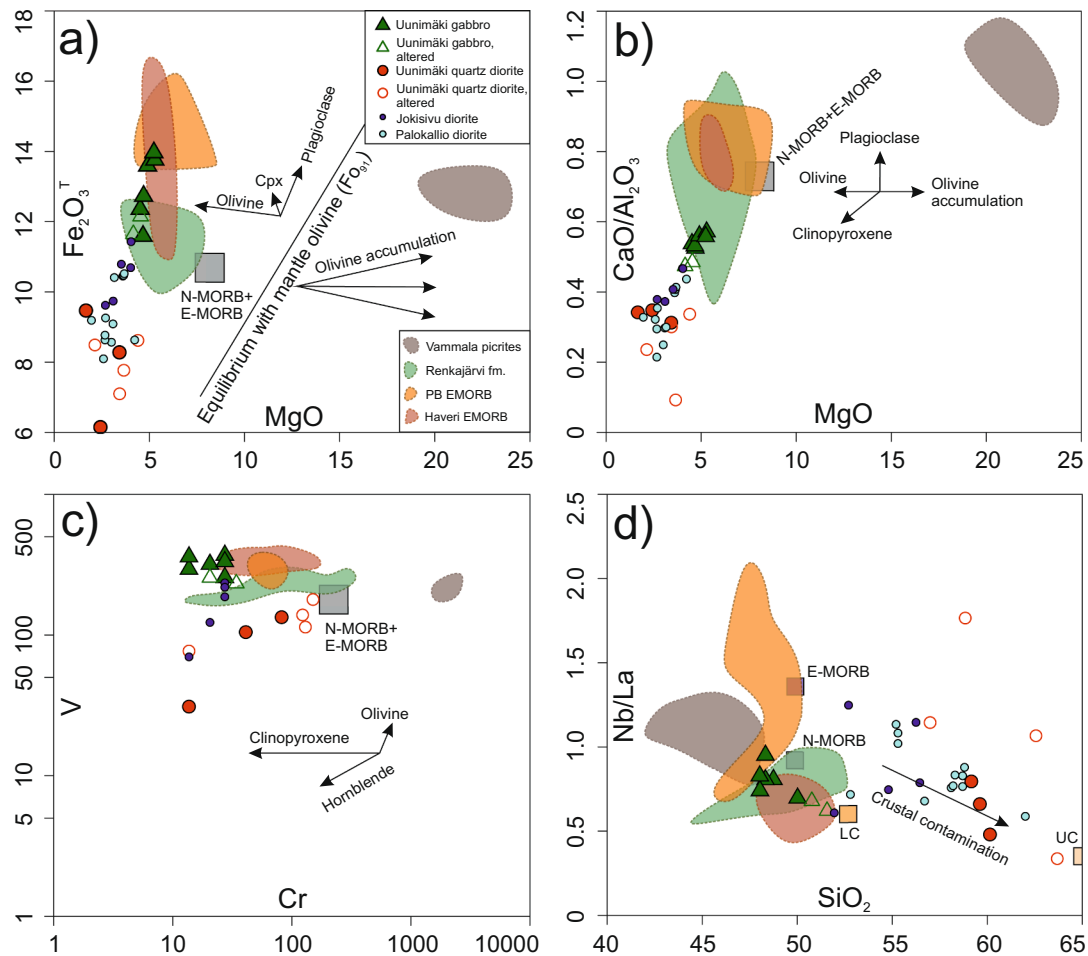 a)
18
16
14
12
10
8
6
Fe₂O₃ᵀ
Uunimäki gabbro
Uunimäki gabbro,
altered
Uunimäki quartz diorite
Uunimäki quartz diorite,
altered
Jokisivu diorite
Palokallio diorite
Plagioclase
Cpx
Olivine
Equilibrium with mantle olivine (Fo₉₁)
Olivine accumulation
N-MORB+
E-MORB
Vammala picrites
Renkajärvi fm.
PB EMORB
Haveri EMORB
MgO
0
5
10
15
20
25
b)
1.0
0.8
0.6
0.4
0.2
0
CaO/Al₂O₃
N-MORB+E-MORB
Plagioclase
Olivine
Olivine
accumulation
Clinopyroxene
MgO
0
5
10
15
20
25
c)
500
100
50
10
5
1
V
N-MORB+
E-MORB
Olivine
Clinopyroxene
Hornblende
Cr
1
10
100
1000
10000
d)
2.5
2.0
1.5
1.0
0.5
0
Nb/La
E-MORB
N-MORB
LC
Crustal contamination
UC
SiO₂
40
45
50
55
60
65